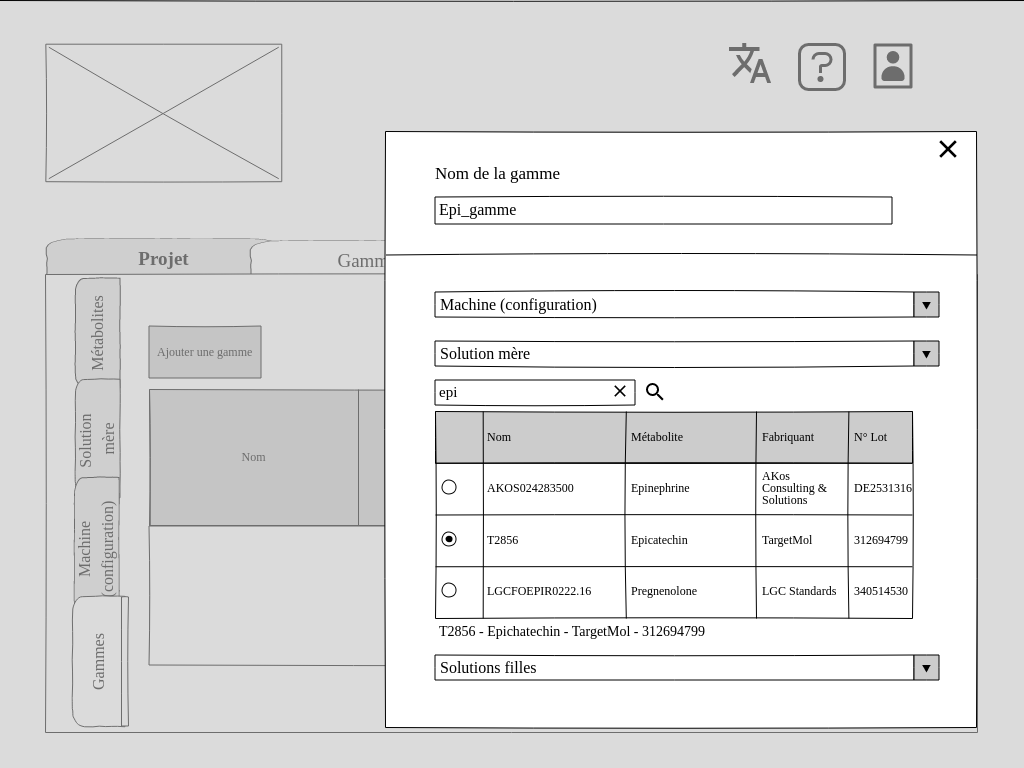 Nom de la gamme
Epi_gamme
Projet
Gamm
Métabolites
Solution
mère
Machine
(configuration)
Gammes
Ajouter une gamme
Nom
Machine (configuration)
Solution mère
epi
Nom Métabolite Fabriquant N° Lot
AKOS024283500 Epinephrine AKos
Consulting &
Solutions DE2531316
T2856 Epicatechin TargetMol 312694799
LGCFOEPIR0222.16 Pregnenolone LGC Standards 340514530
T2856 - Epichatechin - TargetMol - 312694799
Solutions filles